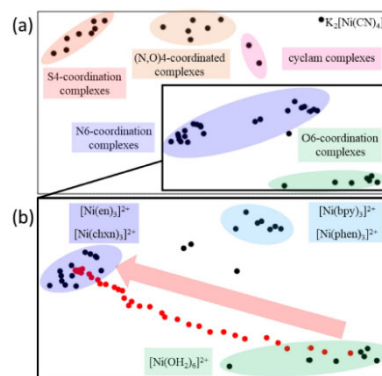 (a)
K₂[Ni(CN)₄]
S4-coordination
complexes
(N,O)4-coordinated
complexes
cyclam complexes
N6-coordination
complexes
O6-coordination
complexes
(b)
[Ni(en)₃]²⁺
[Ni(chxn)₃]²⁺
[Ni(bpy)₃]²⁺
[Ni(phen)₃]²⁺
[Ni(OH₂)₆]²⁺